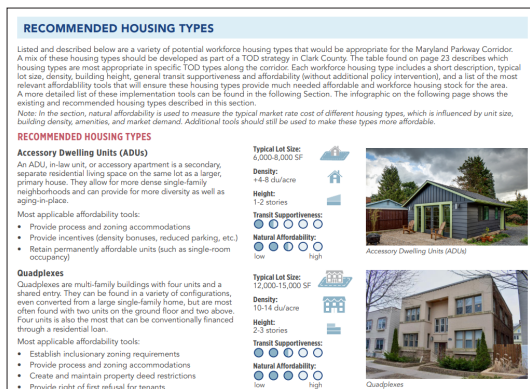 RECOMMENDED HOUSING TYPES
Listed and described below are a variety of potential workforce housing types that would be appropriate for the Maryland Parkway Corridor.
A mix of these housing types should be developed as part of a TOD strategy in Clark County. The table found on page 23 describes which
housing types are most appropriate in specific TOD types along the corridor. Each workforce housing type includes a short description, typical
lot size, density, building height, general transit supportiveness and affordability (without additional policy intervention), and a list of the most
relevant affordability tools that will ensure these housing types provide much needed affordable and workforce housing stock for the area.
A more detailed list of these implementation tools can be found in the following Section. The infographic on the following page shows the
existing and recommended housing types described in this section.
Note: In the section, natural affordability is used to measure the typical market rate cost of different housing types, which is influenced by unit size,
building density, amenities, and market demand. Additional tools should still be used to make these types more affordable.
RECOMMENDED HOUSING TYPES
Accessory Dwelling Units (ADUs)
An ADU, in-law unit, or accessory apartment is a secondary,
separate residential living space on the same lot as a larger,
primary house. They allow for more dense single-family
neighborhoods and can provide for more diversity as well as
aging-in-place.
Most applicable affordability tools:
• Provide process and zoning accommodations
• Provide incentives (density bonuses, reduced parking, etc.)
• Retain permanently affordable units (such as single-room
occupancy)
Typical Lot Size:
6,000-8,000 SF
Density:
+4-8 du/acre
Height:
1-2 stories
Transit Supportiveness:
Natural Affordability:
low high
Accessory Dwelling Units (ADUs)
Quadplexes
Quadplexes are multi-family buildings with four units and a
shared entry. They can be found in a variety of configurations,
even converted from a large single-family home, but are most
often found with two units on the ground floor and two above.
Four units is also the most that can be conventionally financed
through a residential loan.
Most applicable affordability tools:
• Establish inclusionary zoning requirements
• Provide process and zoning accommodations
• Create and maintain property deed restrictions
• Provide right of first refusal for tenants
Typical Lot Size:
12,000-15,000 SF
Density:
10-14 du/acre
Height:
2-3 stories
Transit Supportiveness:
Natural Affordability:
low high
Quadplexes